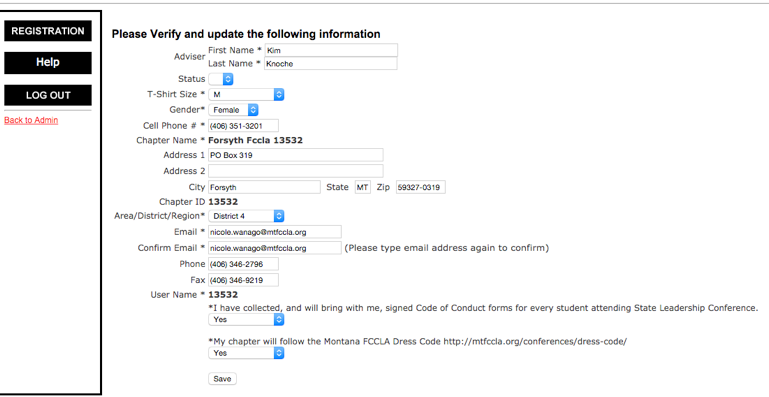 REGISTRATION
Help
LOG OUT
Back to Admin
Please Verify and update the following information
Adviser First Name * Kim
Last Name * Knoche
Status
T-Shirt Size * M
Gender* Female
Cell Phone # * (406) 351-3201
Chapter Name * Forsyth Fccla 13532
Address 1 PO Box 319
Address 2
City Forsyth State MT Zip 59327-0319
Chapter ID 13532
Area/District/Region* District 4
Email * nicole.wanago@mtfccla.org
Confirm Email * nicole.wanago@mtfccla.org (Please type email address again to confirm)
Phone (406) 346-2796
Fax (406) 346-9219
User Name * 13532
*I have collected, and will bring with me, signed Code of Conduct forms for every student attending State Leadership Conference.
Yes
*My chapter will follow the Montana FCCLA Dress Code http://mtfccla.org/conferences/dress-code/
Yes
Save